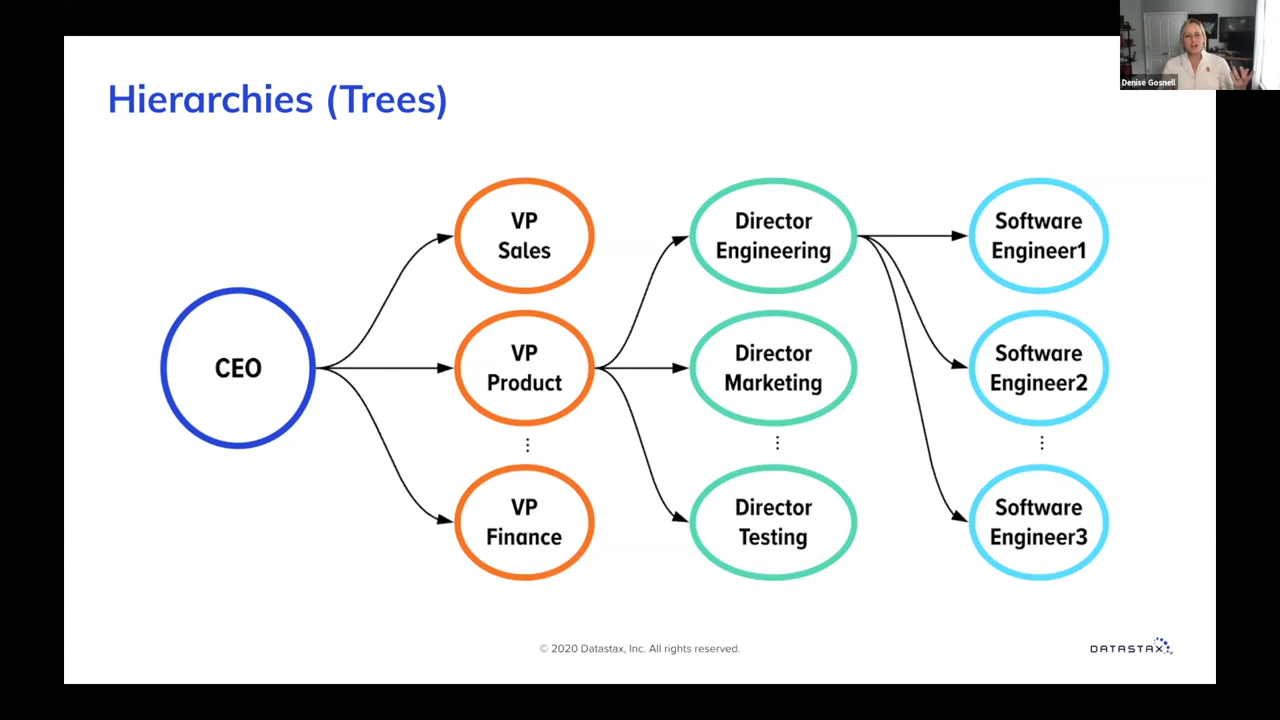 Denise Gosnell
Hierarchies (Trees)
CEO
VP
Sales
VP
Product
VP
Finance
Director
Engineering
Director
Marketing
Director
Testing
Software
Engineer1
Software
Engineer2
Software
Engineer3
© 2020 Datastax, Inc. All rights reserved.
DATASTAX